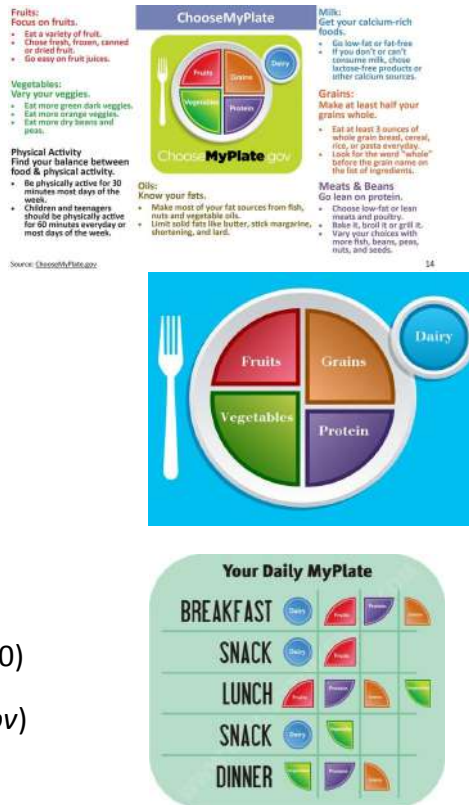 Fruits:
Focus on fruits.
• Eat a variety of fruit.
• Chose fresh, frozen, canned
or dried fruit.
• Go easy on fruit juices.
Vegetables:
Vary your veggies.
• Eat more green dark veggies.
• Eat more orange veggies.
• Eat more dry beans and
peas.
Physical Activity
Find your balance between
food & physical activity.
• Be physically active for 30
minutes most days of the
week.
• Children and teenagers
should be physically active
for 60 minutes everyday or
most days of the week.
Source: ChooseMyPlate.gov
ChooseMyPlate
Dairy
Fruits
Grains
Vegetables
Protein
ChooseMyPlate.gov
Oils:
Know your fats.
• Make most of your fat sources from fish,
nuts and vegetable oils.
• Limit solid fats like butter, stick margarine,
shortening, and lard.
Milk:
Get your calcium-rich
foods.
• Go low-fat or fat-free
• If you don't or can't
consume milk, chose
lactose-free products or
other calcium sources.
Grains:
Make at least half your
grains whole.
• Eat at least 3 ounces of
whole grain bread, cereal,
rice, or pasta everyday.
• Look for the word "whole"
before the grain name on
the list of ingredients.
Meats & Beans
Go lean on protein.
• Choose low-fat or lean
meats and poultry.
• Bake it, broil it or grill it.
• Vary your choices with
more fish, beans, peas,
nuts, and seeds.
14
Dairy
Fruits
Grains
Vegetables
Protein
0)
ov)
Your Daily MyPlate
BREAKFAST Dairy Fruits Protein
SNACK Dairy Fruits
LUNCH Fruits Protein
SNACK Dairy
DINNER Protein